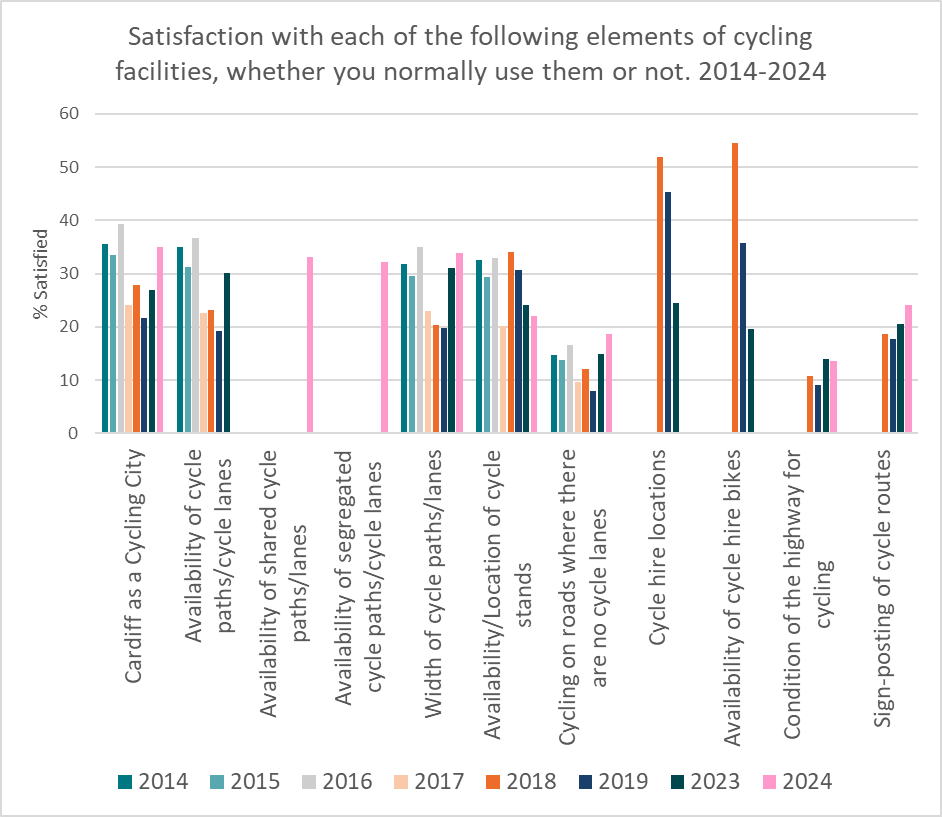 Satisfaction with each of the following elements of cycling
facilities, whether you normally use them or not. 2014-2024
60
50
40
30
20
10
0
% Satisfied
Cardiff as a Cycling City
Availability of cycle
paths/cycle lanes
Availability of shared cycle
paths/lanes
Availability of segregated
cycle paths/cycle lanes
Width of cycle paths/lanes
Availability/Location of cycle
stands
Cycling on roads where there
are no cycle lanes
Cycle hire locations
Availability of cycle hire bikes
Condition of the highway for
cycling
Sign-posting of cycle routes
2014 2015 2016 2017 2018 2019 2023 2024